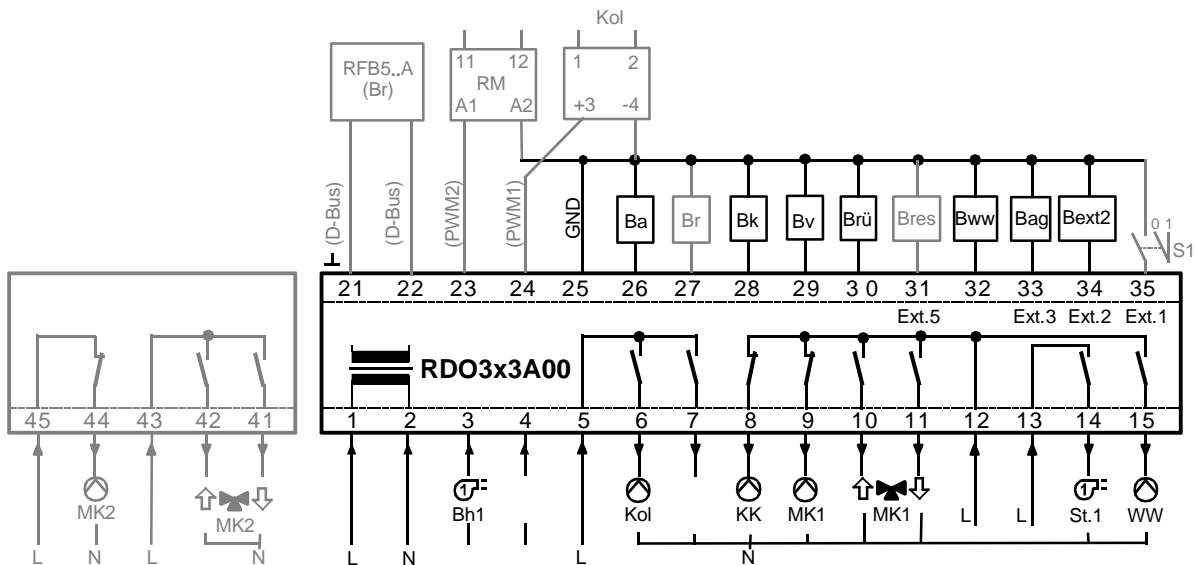 Kol
RFB5..A
(Br)
11 12
RM
A1 A2
1 2
+3 -4
(D-Bus) (D-Bus) (PWM2) (PWM1) GND
Ba Br Bk Bv Brü Bres Bww Bag Bext2
0 1
S1
21 22 23 24 25 26 27 28 29 30 31 32 33 34 35
Ext.5 Ext.3 Ext.2 Ext.1
RDO3x3A00
45 44 43 42 41
1 2 3 4 5 6 7 8 9 10 11 12 13 14 15
MK2 MK2
Bh1 Kol KK MK1 MK1 L L St.1 WW
L N L N
L N L N